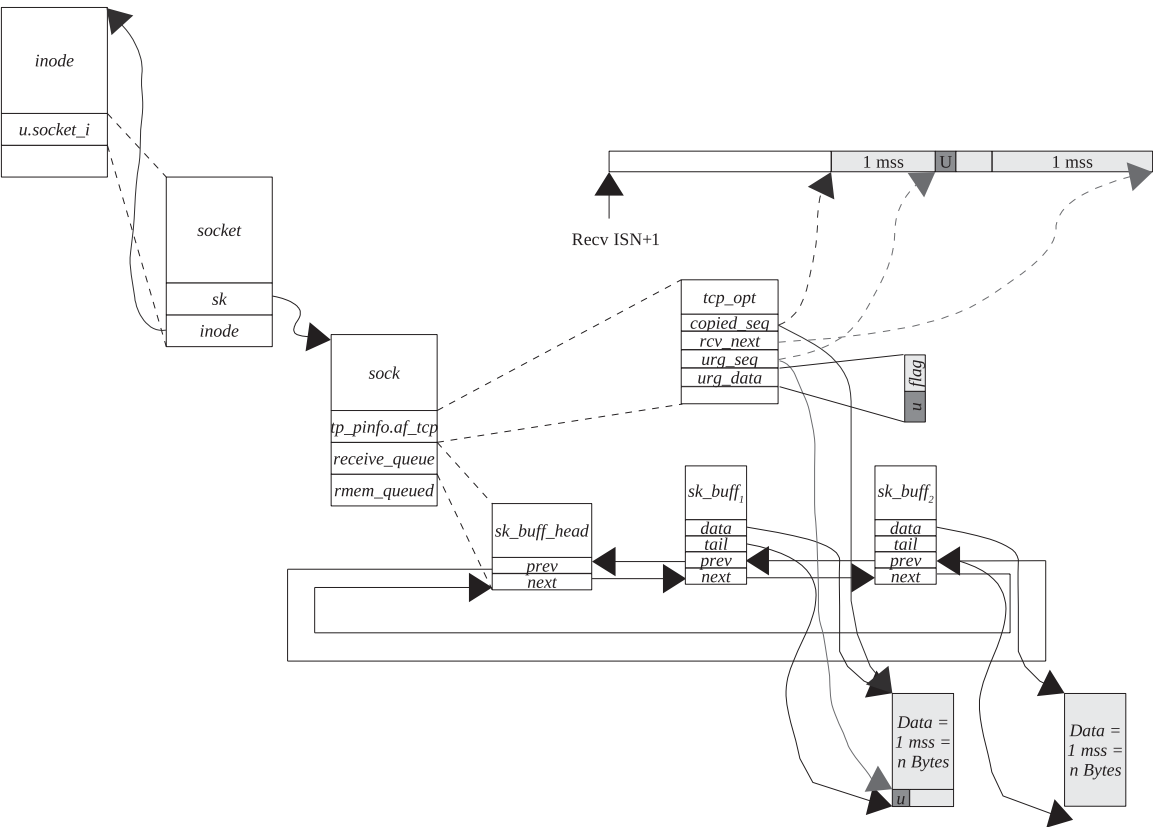 inode
u.socket_i
socket
sk
inode
1 mss
U
1 mss
Recv ISN+1
tcp_opt
copied_seq
rcv_next
urg_seq
urg_data
flag
u
sock
tp_pinfo.af_tcp
receive_queue
rmem_queued
sk_buff_head
prev
next
sk_buff1
data
tail
prev
next
sk_buff2
data
tail
prev
next
Data =
1 mss =
n Bytes
u
Data =
1 mss =
n Bytes